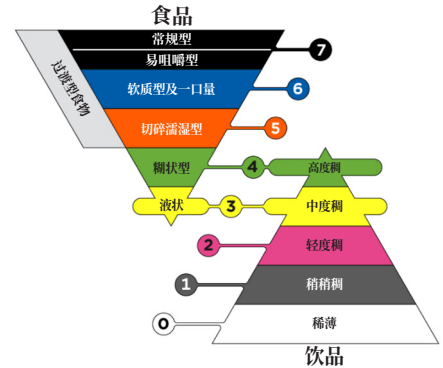 食品
常规型
易咀嚼型
7
过渡型食物
软质型及一口量
6
切碎濡湿型
5
糊状型
4
高度稠
液状
3
中度稠
2
轻度稠
1
稍稍稠
0
稀薄
饮品